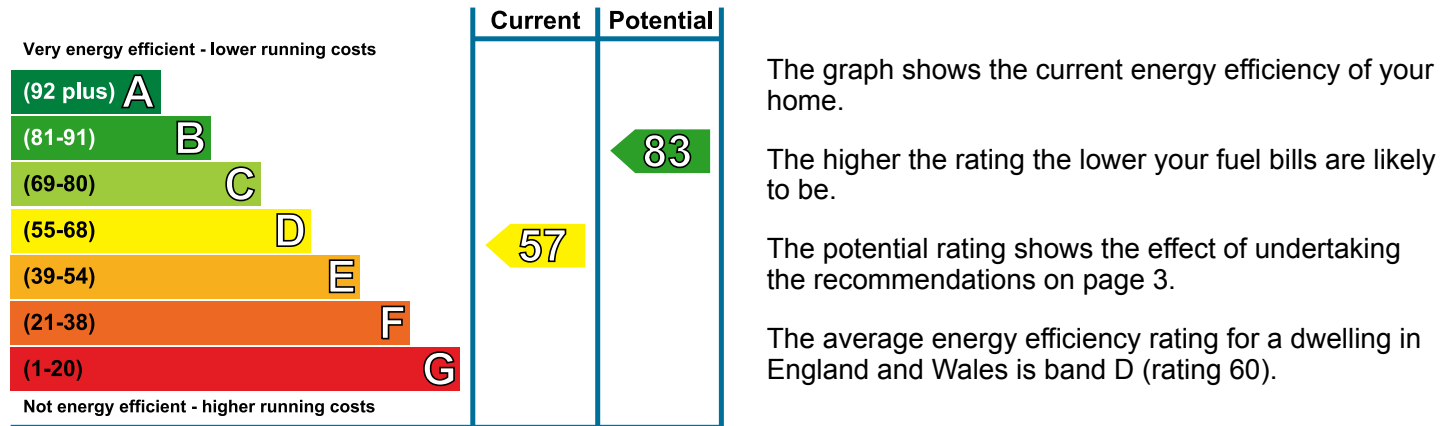 Current Potential
Very energy efficient - lower running costs
(92 plus) A
(81-91) B
83
(69-80) C
(55-68) D
57
(39-54) E
(21-38) F
(1-20) G
Not energy efficient - higher running costs
The graph shows the current energy efficiency of your
home.
The higher the rating the lower your fuel bills are likely
to be.
The potential rating shows the effect of undertaking
the recommendations on page 3.
The average energy efficiency rating for a dwelling in
England and Wales is band D (rating 60).